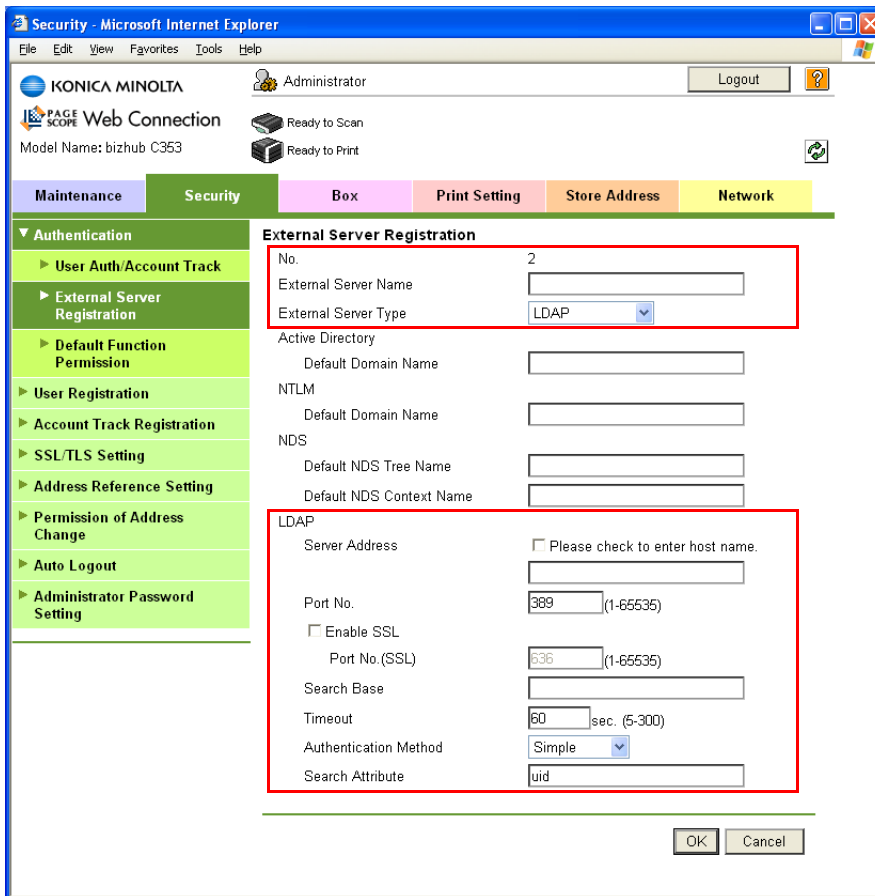 Security - Microsoft Internet Explorer
File Edit View Favorites Tools Help
KONICA MINOLTA
Administrator
Logout
?
PAGE SCOPE Web Connection
Ready to Scan
Model Name: bizhub C353
Ready to Print
Maintenance Security Box Print Setting Store Address Network
Authentication
User Auth/Account Track
External Server
Registration
Default Function
Permission
User Registration
Account Track Registration
SSL/TLS Setting
Address Reference Setting
Permission of Address
Change
Auto Logout
Administrator Password
Setting
External Server Registration
No. 2
External Server Name
External Server Type LDAP
Active Directory
Default Domain Name
NTLM
Default Domain Name
NDS
Default NDS Tree Name
Default NDS Context Name
LDAP
Server Address Please check to enter host name.
Port No. 389 (1-65535)
Enable SSL
Port No.(SSL) 636 (1-65535)
Search Base
Timeout 60 sec. (5-300)
Authentication Method Simple
Search Attribute uid
OK Cancel